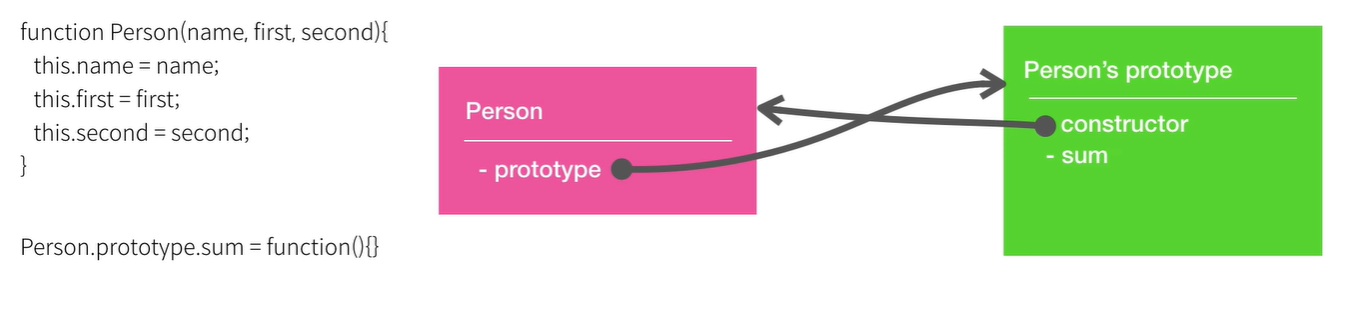 function Person(name, first, second){
this.name = name;
this.first = first;
this.second = second;
}
Person.prototype.sum = function(){}
Person
- prototype
Person’s prototype
constructor
- sum